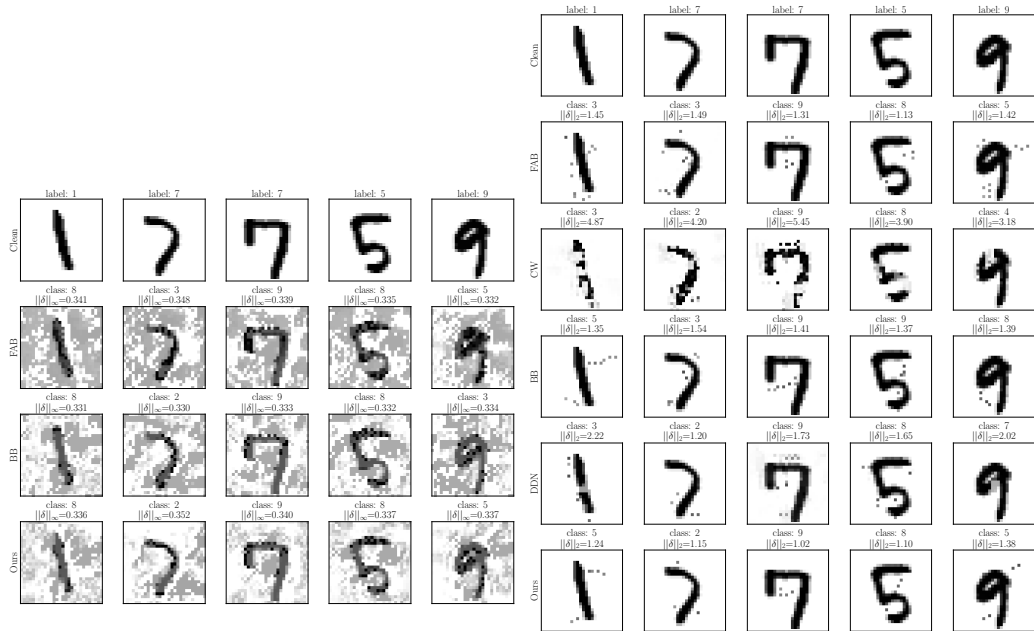 label: 1 label: 7 label: 7 label: 5 label: 9
Clean
class: 8 class: 3 class: 9 class: 8 class: 5
||δ||∞=0.341 ||δ||∞=0.348 ||δ||∞=0.339 ||δ||∞=0.335 ||δ||∞=0.332
FAB
class: 8 class: 2 class: 9 class: 8 class: 3
||δ||∞=0.331 ||δ||∞=0.330 ||δ||∞=0.333 ||δ||∞=0.332 ||δ||∞=0.334
BB
class: 8 class: 2 class: 9 class: 8 class: 5
||δ||∞=0.336 ||δ||∞=0.352 ||δ||∞=0.340 ||δ||∞=0.337 ||δ||∞=0.337
Ours
label: 1 label: 7 label: 7 label: 5 label: 9
Clean
class: 3 class: 3 class: 9 class: 8 class: 5
||δ||₂=1.45 ||δ||₂=1.49 ||δ||₂=1.31 ||δ||₂=1.13 ||δ||₂=1.42
FAB
class: 3 class: 2 class: 9 class: 8 class: 4
||δ||₂=4.87 ||δ||₂=4.20 ||δ||₂=5.45 ||δ||₂=3.90 ||δ||₂=3.18
CW
class: 5 class: 3 class: 9 class: 9 class: 8
||δ||₂=1.35 ||δ||₂=1.54 ||δ||₂=1.41 ||δ||₂=1.37 ||δ||₂=1.39
BB
class: 3 class: 2 class: 9 class: 8 class: 7
||δ||₂=2.22 ||δ||₂=1.20 ||δ||₂=1.73 ||δ||₂=1.65 ||δ||₂=2.02
DDN
class: 5 class: 2 class: 9 class: 8 class: 5
||δ||₂=1.24 ||δ||₂=1.15 ||δ||₂=1.02 ||δ||₂=1.10 ||δ||₂=1.38
Ours